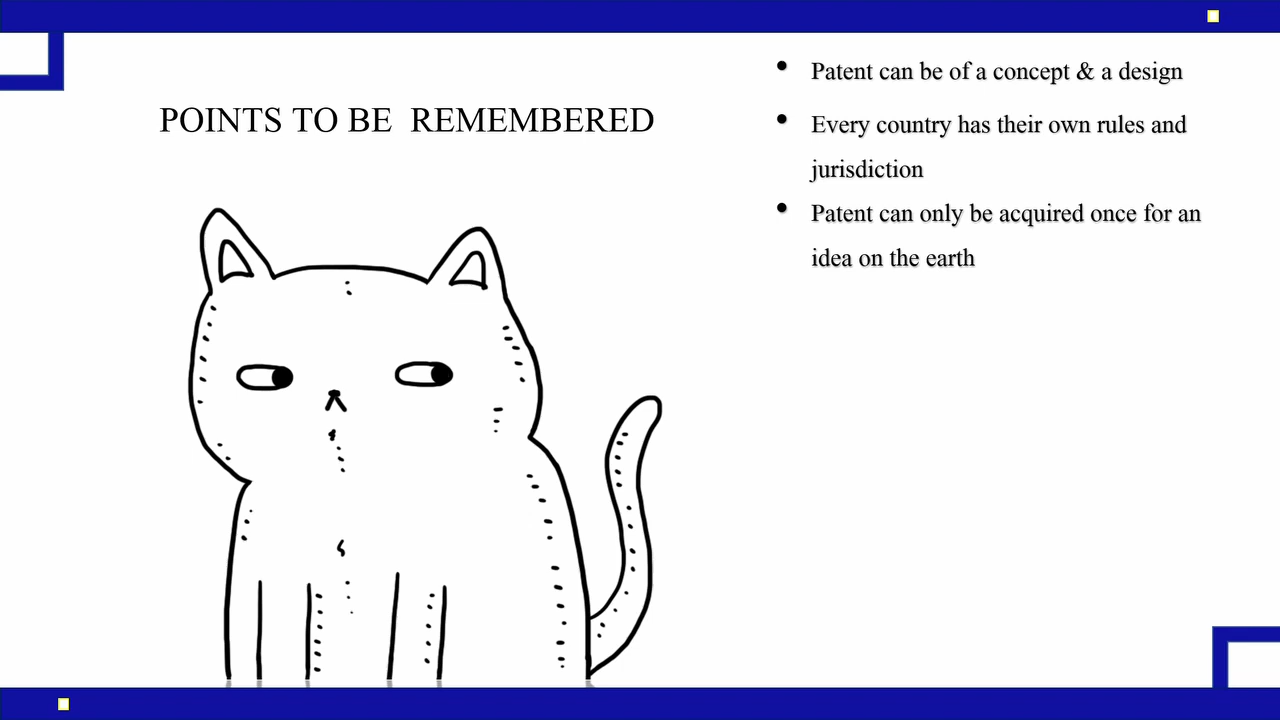 POINTS TO BE  REMEMBERED
• Patent can be of a concept & a design
• Every country has their own rules and
jurisdiction
• Patent can only be acquired once for an
idea on the earth